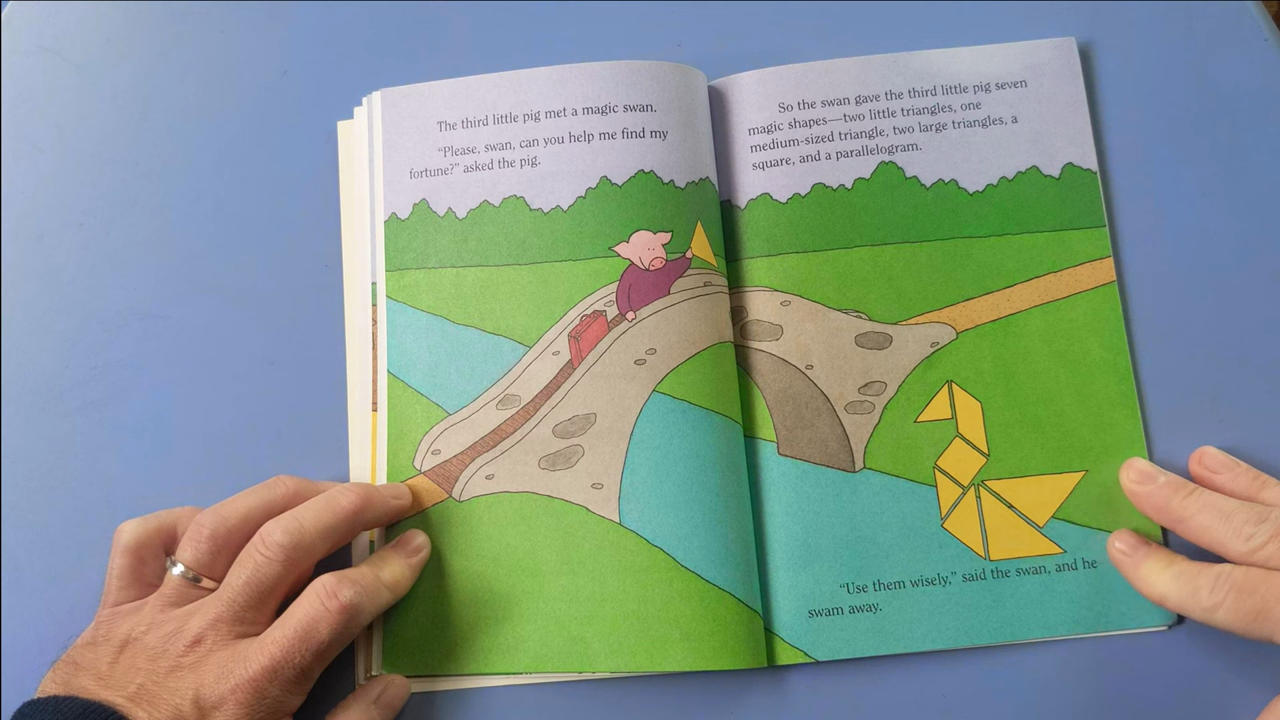 The third little pig met a magic swan.
“Please, swan, can you help me find my
fortune?” asked the pig.
So the swan gave the third little pig seven
magic shapes—two little triangles, one
medium-sized triangle, two large triangles, a
square, and a parallelogram.
“Use them wisely,” said the swan, and he
swam away.